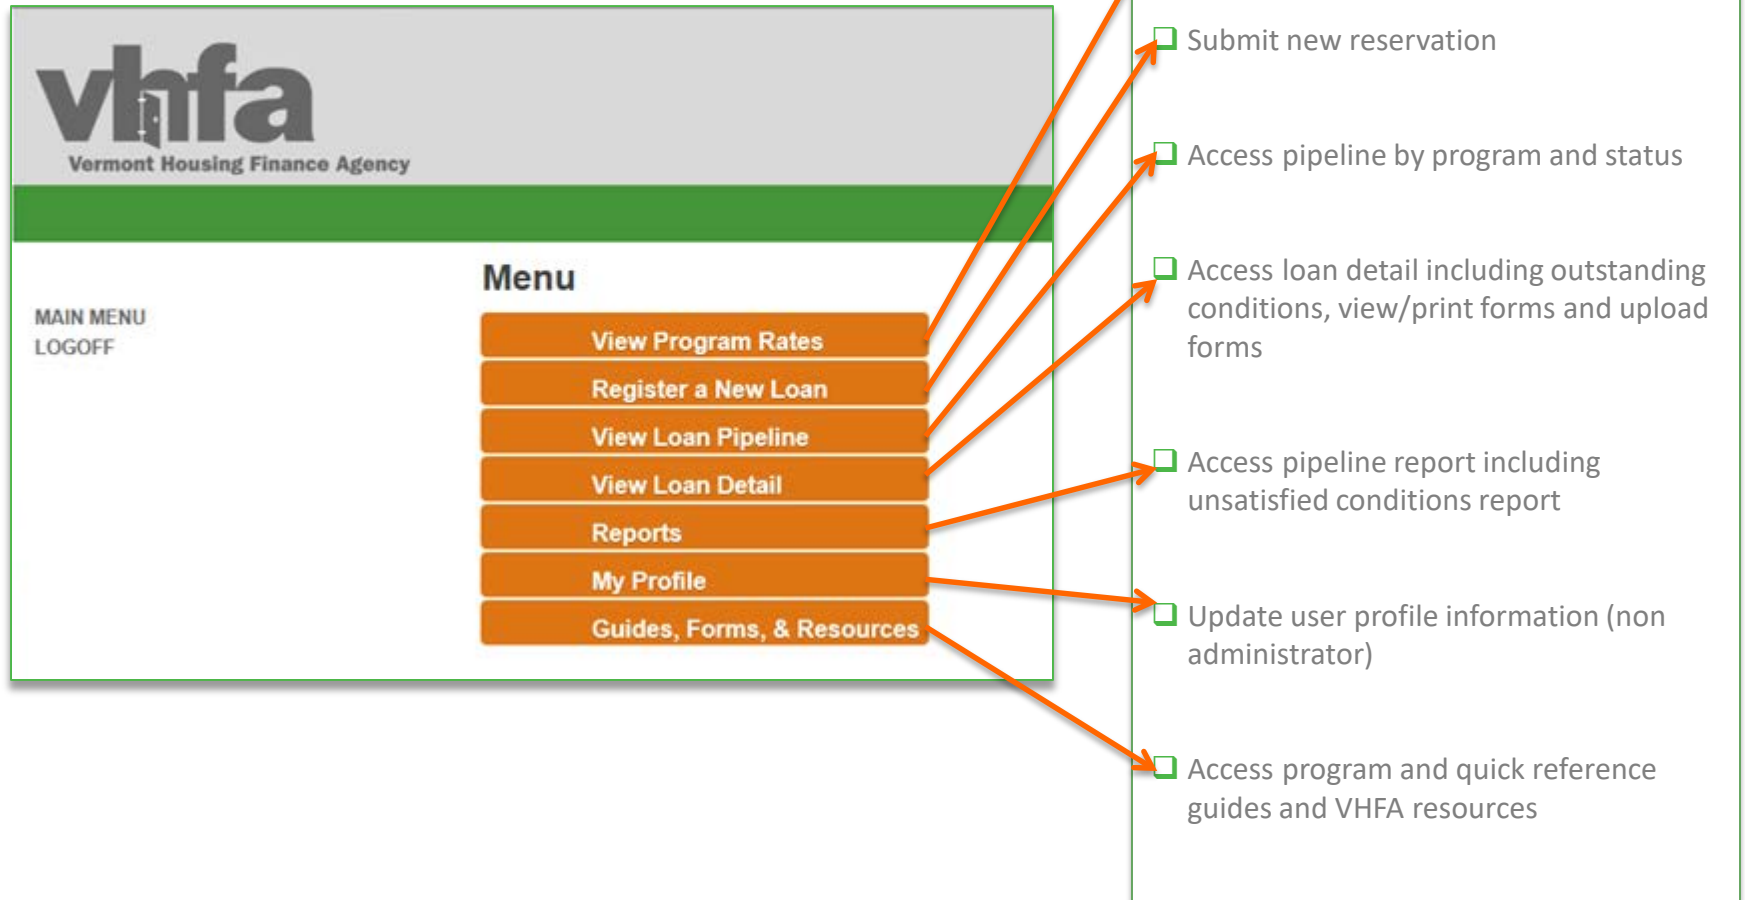 vhfa
Vermont Housing Finance Agency
MAIN MENU
LOGOFF
Menu
View Program Rates
Register a New Loan
View Loan Pipeline
View Loan Detail
Reports
My Profile
Guides, Forms, & Resources
Submit new reservation
Access pipeline by program and status
Access loan detail including outstanding
conditions, view/print forms and upload
forms
Access pipeline report including
unsatisfied conditions report
Update user profile information (non
administrator)
Access program and quick reference
guides and VHFA resources